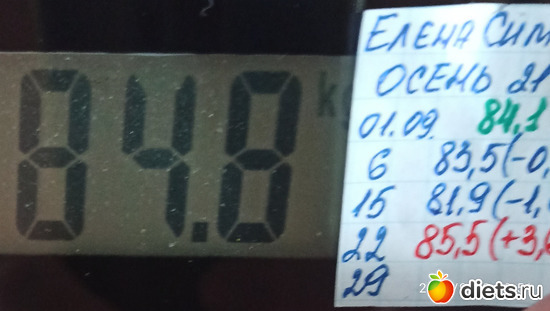 84.8 kg
ЕЛЕНА СИМ
ОСЕНЬ 21
01.09. 84,1
6 83,5(-0,
15 81,9(-1,
22 85,5(+3,
29
diets.ru